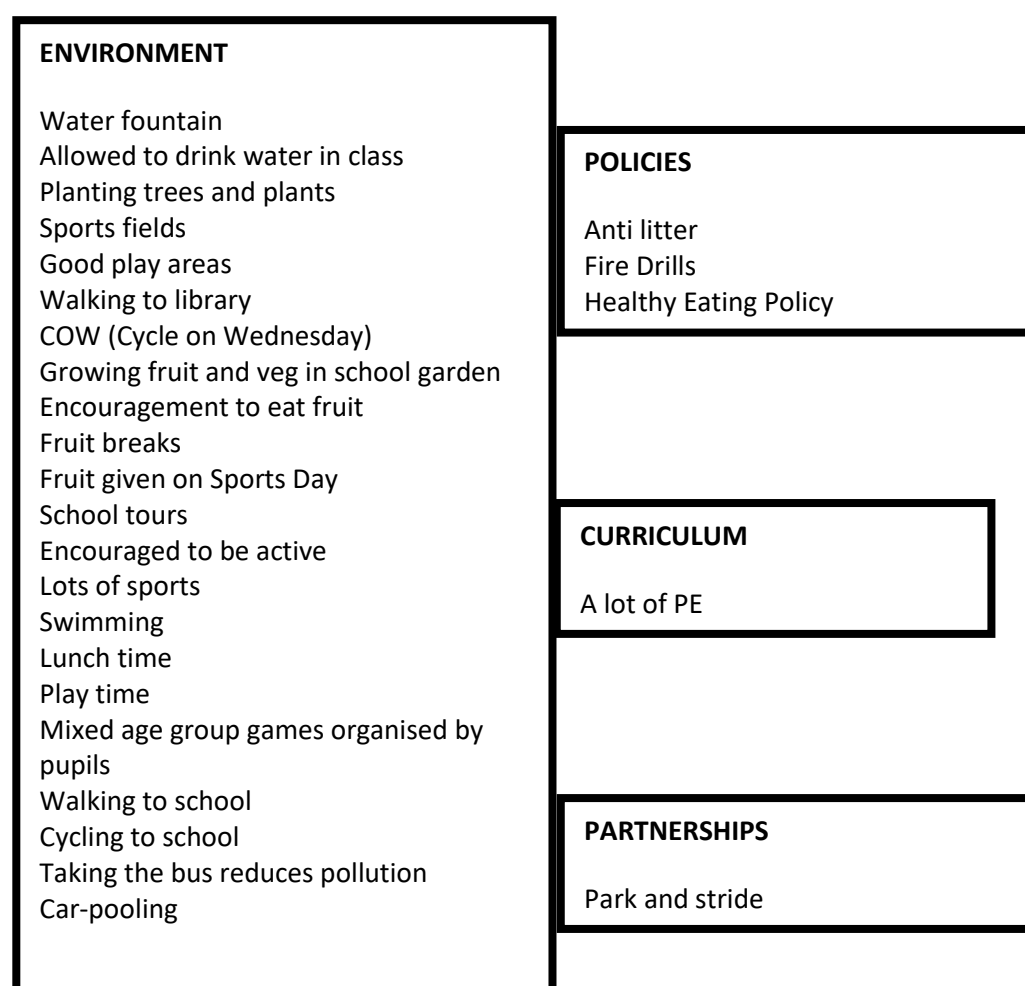 ENVIRONMENT
Water fountain
Allowed to drink water in class
Planting trees and plants
Sports fields
Good play areas
Walking to library
COW (Cycle on Wednesday)
Growing fruit and veg in school garden
Encouragement to eat fruit
Fruit breaks
Fruit given on Sports Day
School tours
Encouraged to be active
Lots of sports
Swimming
Lunch time
Play time
Mixed age group games organised by
pupils
Walking to school
Cycling to school
Taking the bus reduces pollution
Car-pooling
POLICIES
Anti litter
Fire Drills
Healthy Eating Policy
CURRICULUM
A lot of PE
PARTNERSHIPS
Park and stride